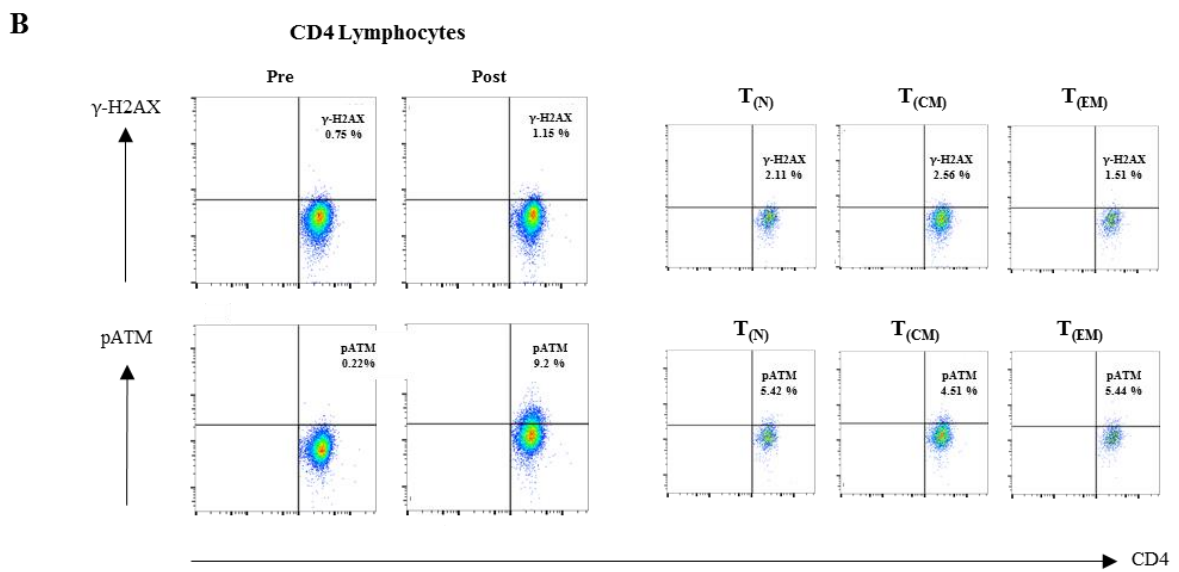 B
CD4 Lymphocytes
Pre
Post
γ-H2AX
γ-H2AX
0.75 %
γ-H2AX
1.15 %
T(N)
T(CM)
T(EM)
γ-H2AX
2.11 %
γ-H2AX
2.56 %
γ-H2AX
1.51 %
pATM
pATM
0.22%
pATM
9.2 %
T(N)
T(CM)
T(EM)
pATM
5.42 %
pATM
4.51 %
pATM
5.44 %
CD4